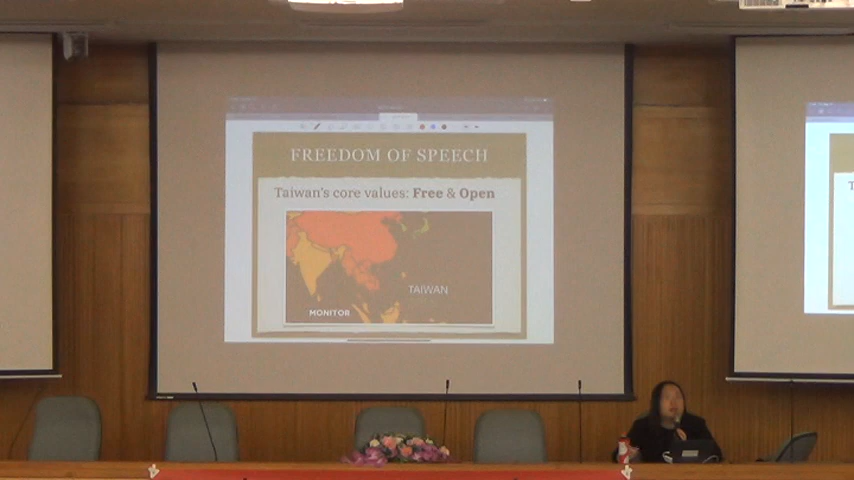 FREEDOM OF SPEECH
Taiwan's core values: Free & Open
TAIWAN
MONITOR